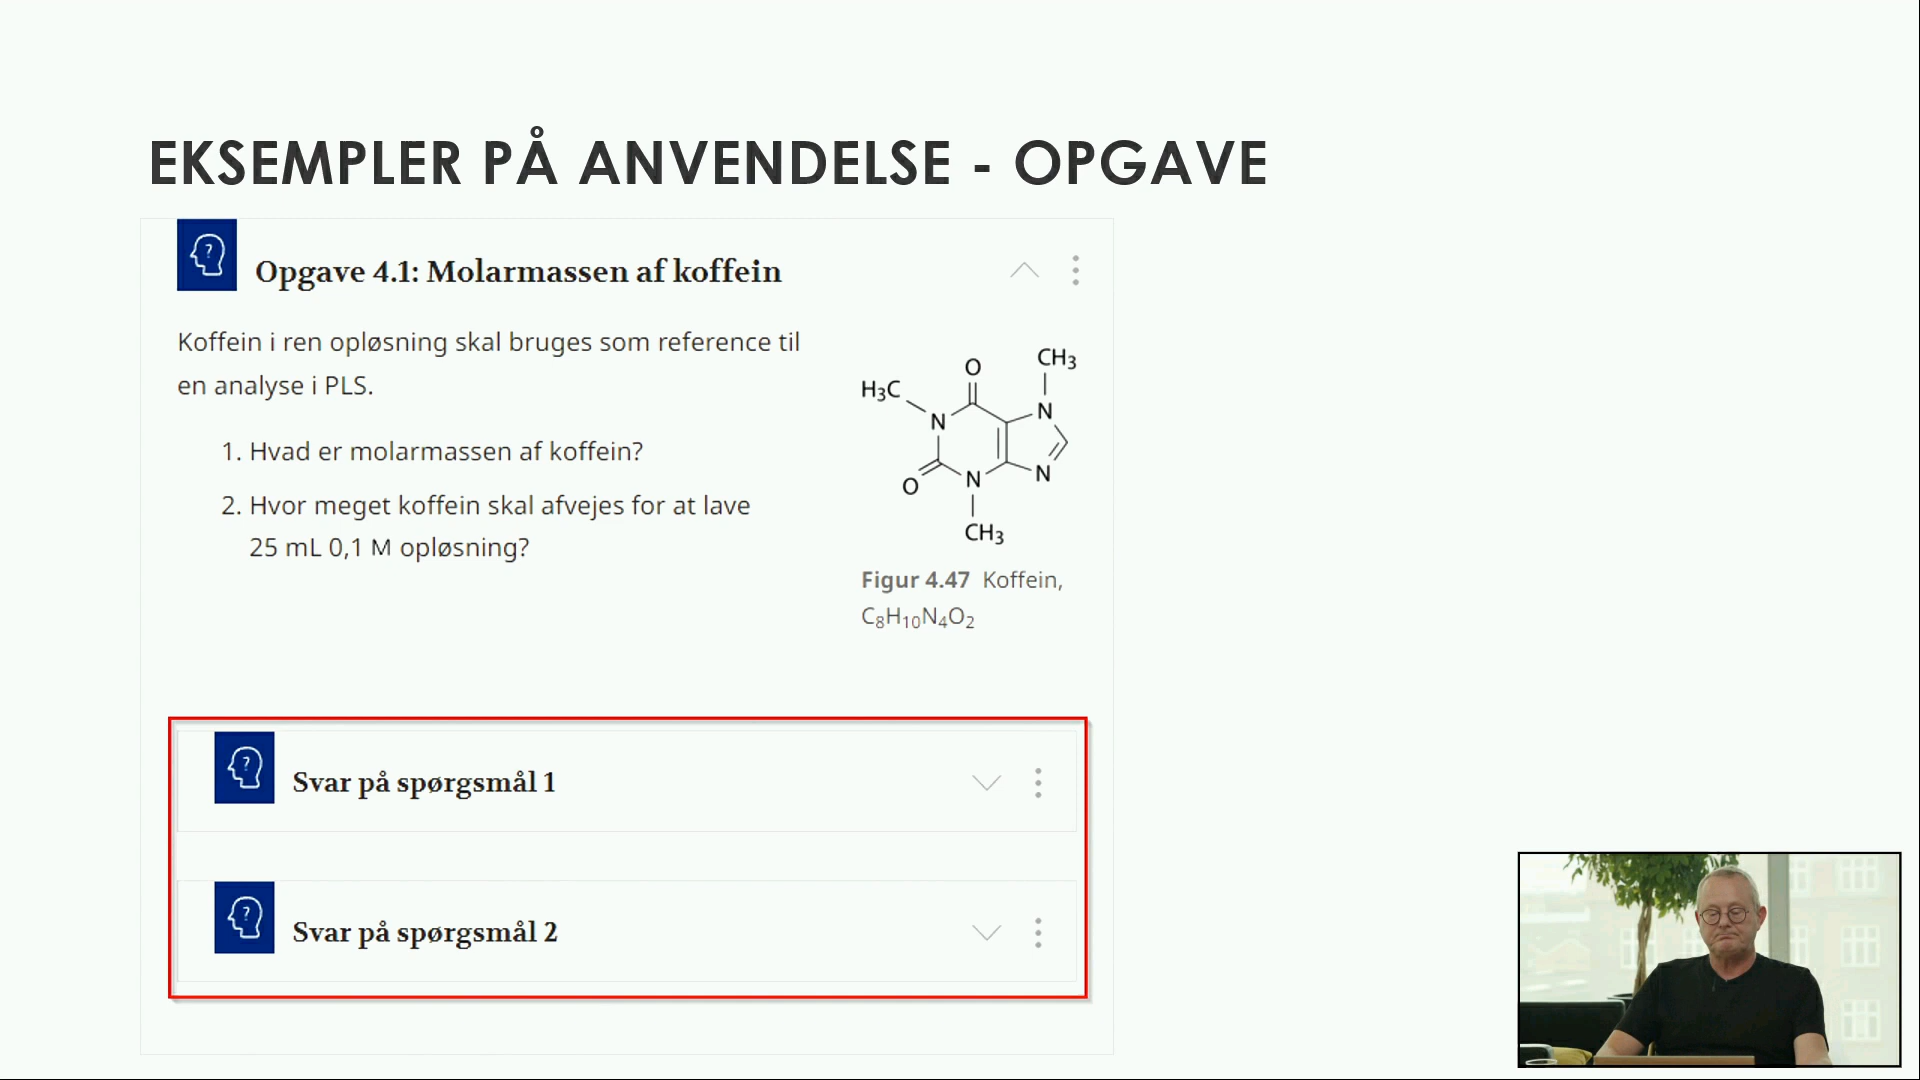 EKSEMPLER PÅ ANVENDELSE - OPGAVE
?
Opgave 4.1: Molarmassen af koffein
Koffein i ren opløsning skal bruges som reference til
en analyse i PLS.
1. Hvad er molarmassen af koffein?
2. Hvor meget koffein skal afvejes for at lave
25 mL 0,1 M opløsning?
CH₃
O
H₃C
N
N
O
N
N
CH₃
Figur 4.47 Koffein,
C₈H₁₀N₄O₂
?
Svar på spørgsmål 1
?
Svar på spørgsmål 2